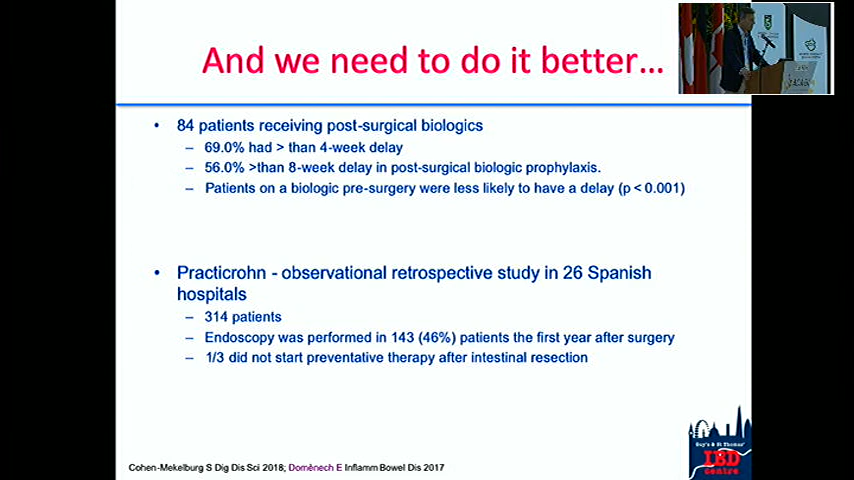 And we need to do it better...
• 84 patients receiving post-surgical biologics
– 69.0% had > than 4-week delay
– 56.0% >than 8-week delay in post-surgical biologic prophylaxis.
– Patients on a biologic pre-surgery were less likely to have a delay (p < 0.001)
• Practicrohn - observational retrospective study in 26 Spanish
hospitals
– 314 patients
– Endoscopy was performed in 143 (46%) patients the first year after surgery
– 1/3 did not start preventative therapy after intestinal resection
Guy's & St Thomas'
IBD
centre
Cohen-Mekelburg S Dig Dis Sci 2018; Domènech E Inflamm Bowel Dis 2017